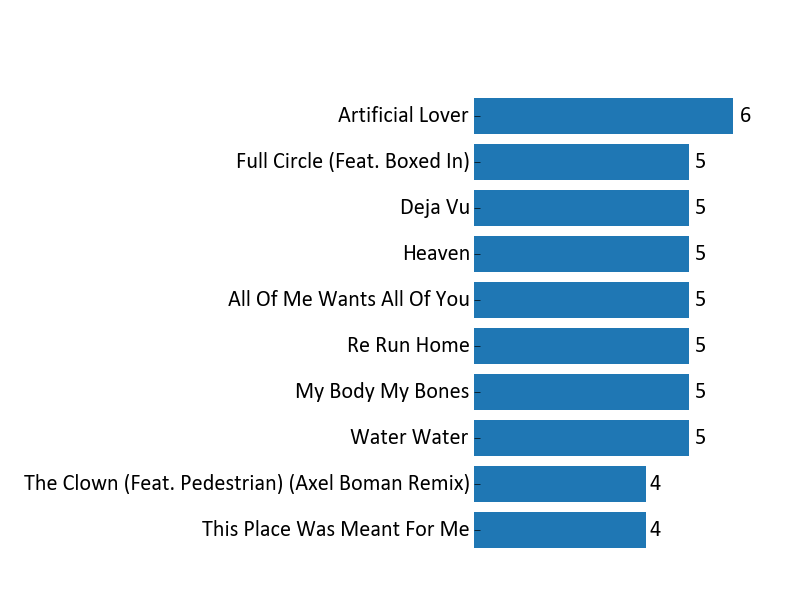 Artificial Lover 6
Full Circle (Feat. Boxed In) 5
Deja Vu 5
Heaven 5
All Of Me Wants All Of You 5
Re Run Home 5
My Body My Bones 5
Water Water 5
The Clown (Feat. Pedestrian) (Axel Boman Remix) 4
This Place Was Meant For Me 4